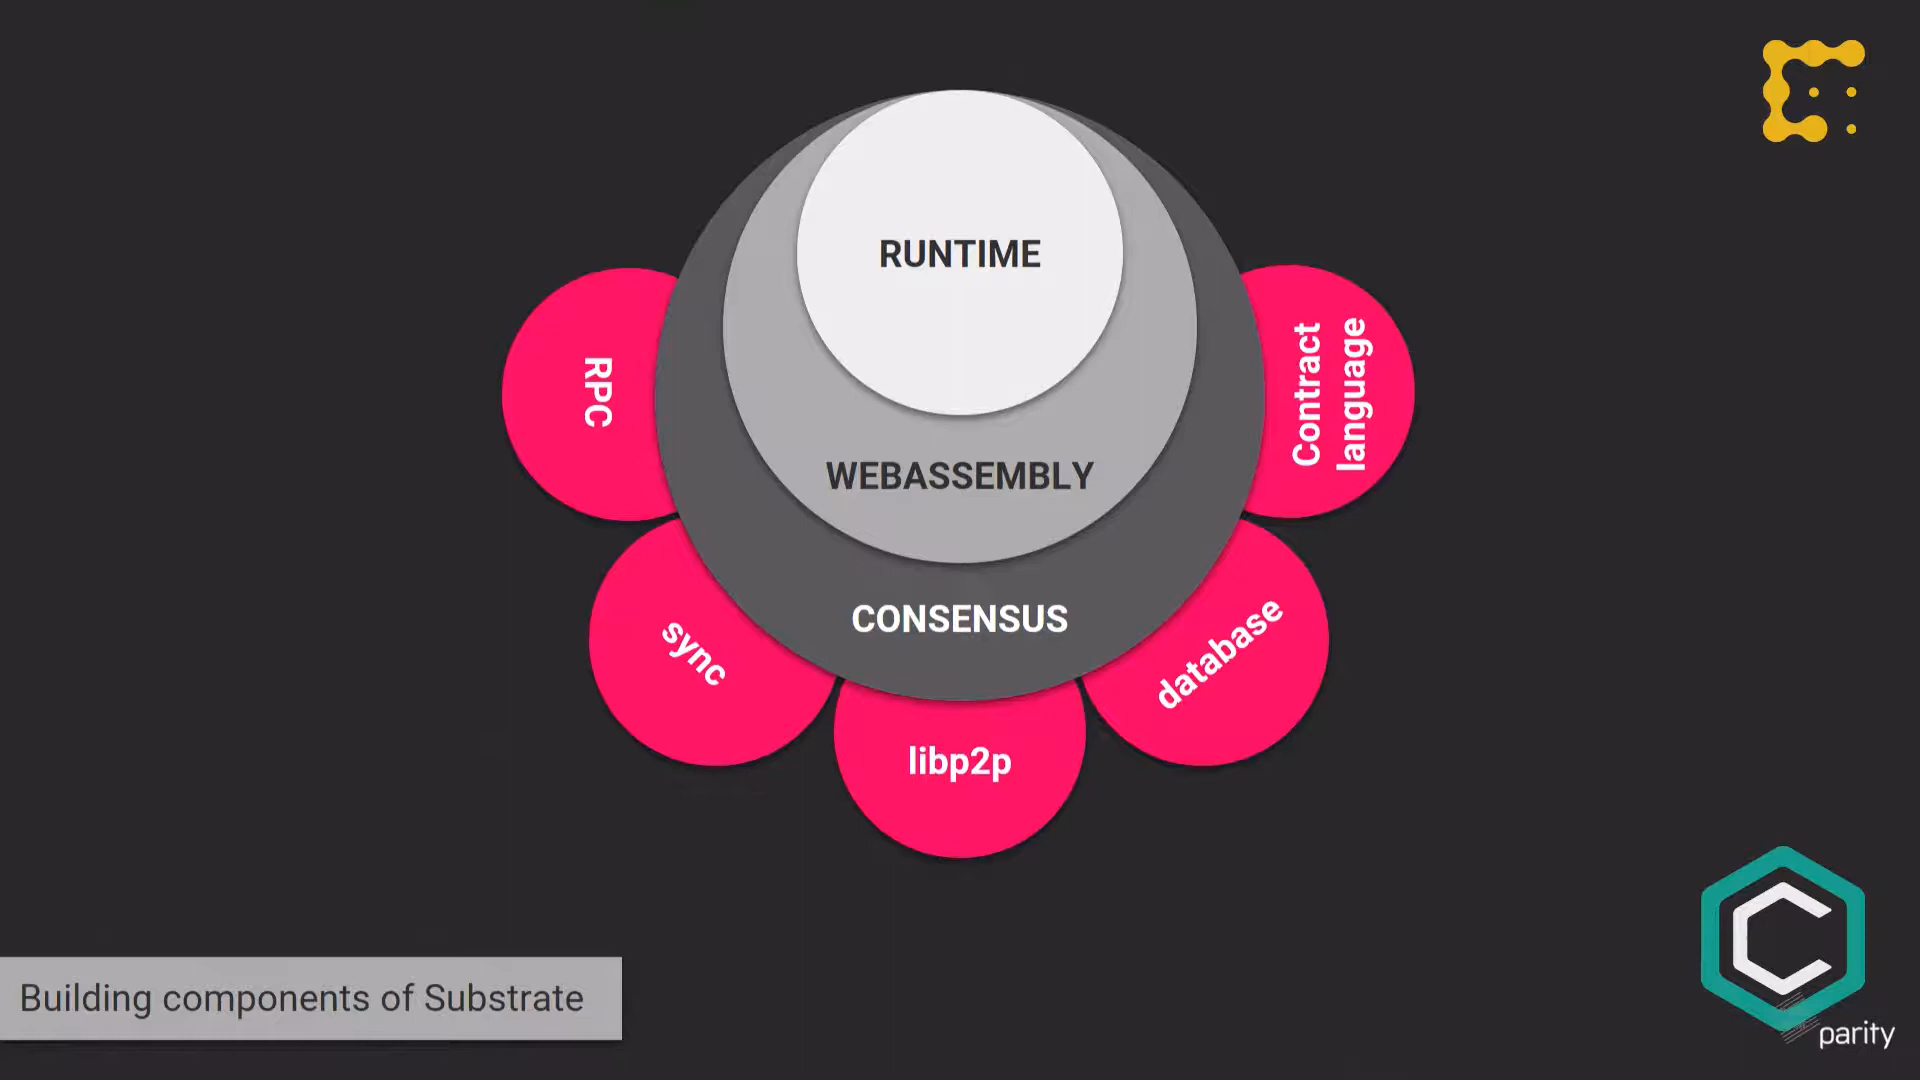 RUNTIME
RPC
Contract
language
WEBASSEMBLY
CONSENSUS
sync
database
libp2p
Building components of Substrate
parity